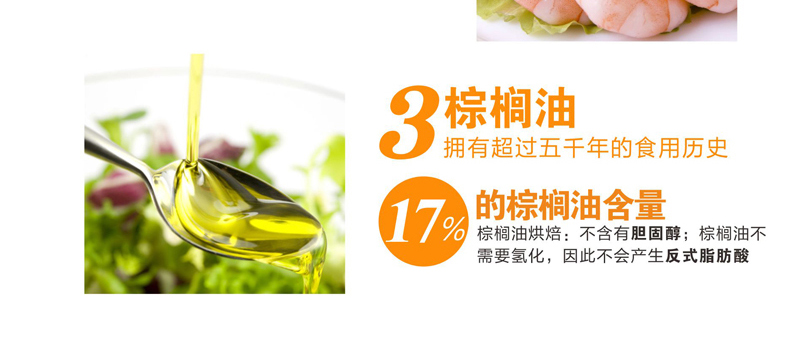 3 棕榈油
拥有超过五千年的食用历史
17% 的棕榈油含量
棕榈油烘焙：不含有胆固醇；棕榈油不
需要氢化，因此不会产生反式脂肪酸